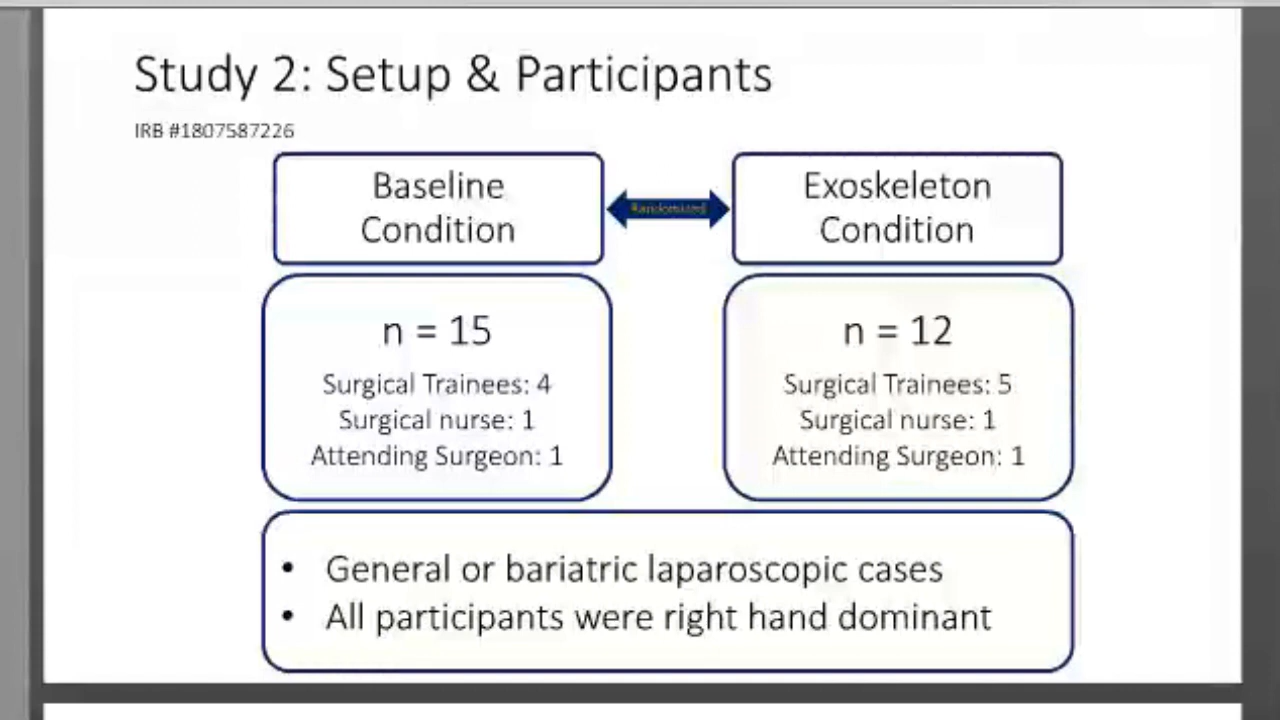 Study 2: Setup & Participants
IRB #1807587226
Baseline
Condition
Randomized
Exoskeleton
Condition
n = 15
Surgical Trainees: 4
Surgical nurse: 1
Attending Surgeon: 1
n = 12
Surgical Trainees: 5
Surgical nurse: 1
Attending Surgeon: 1
• General or bariatric laparoscopic cases
• All participants were right hand dominant